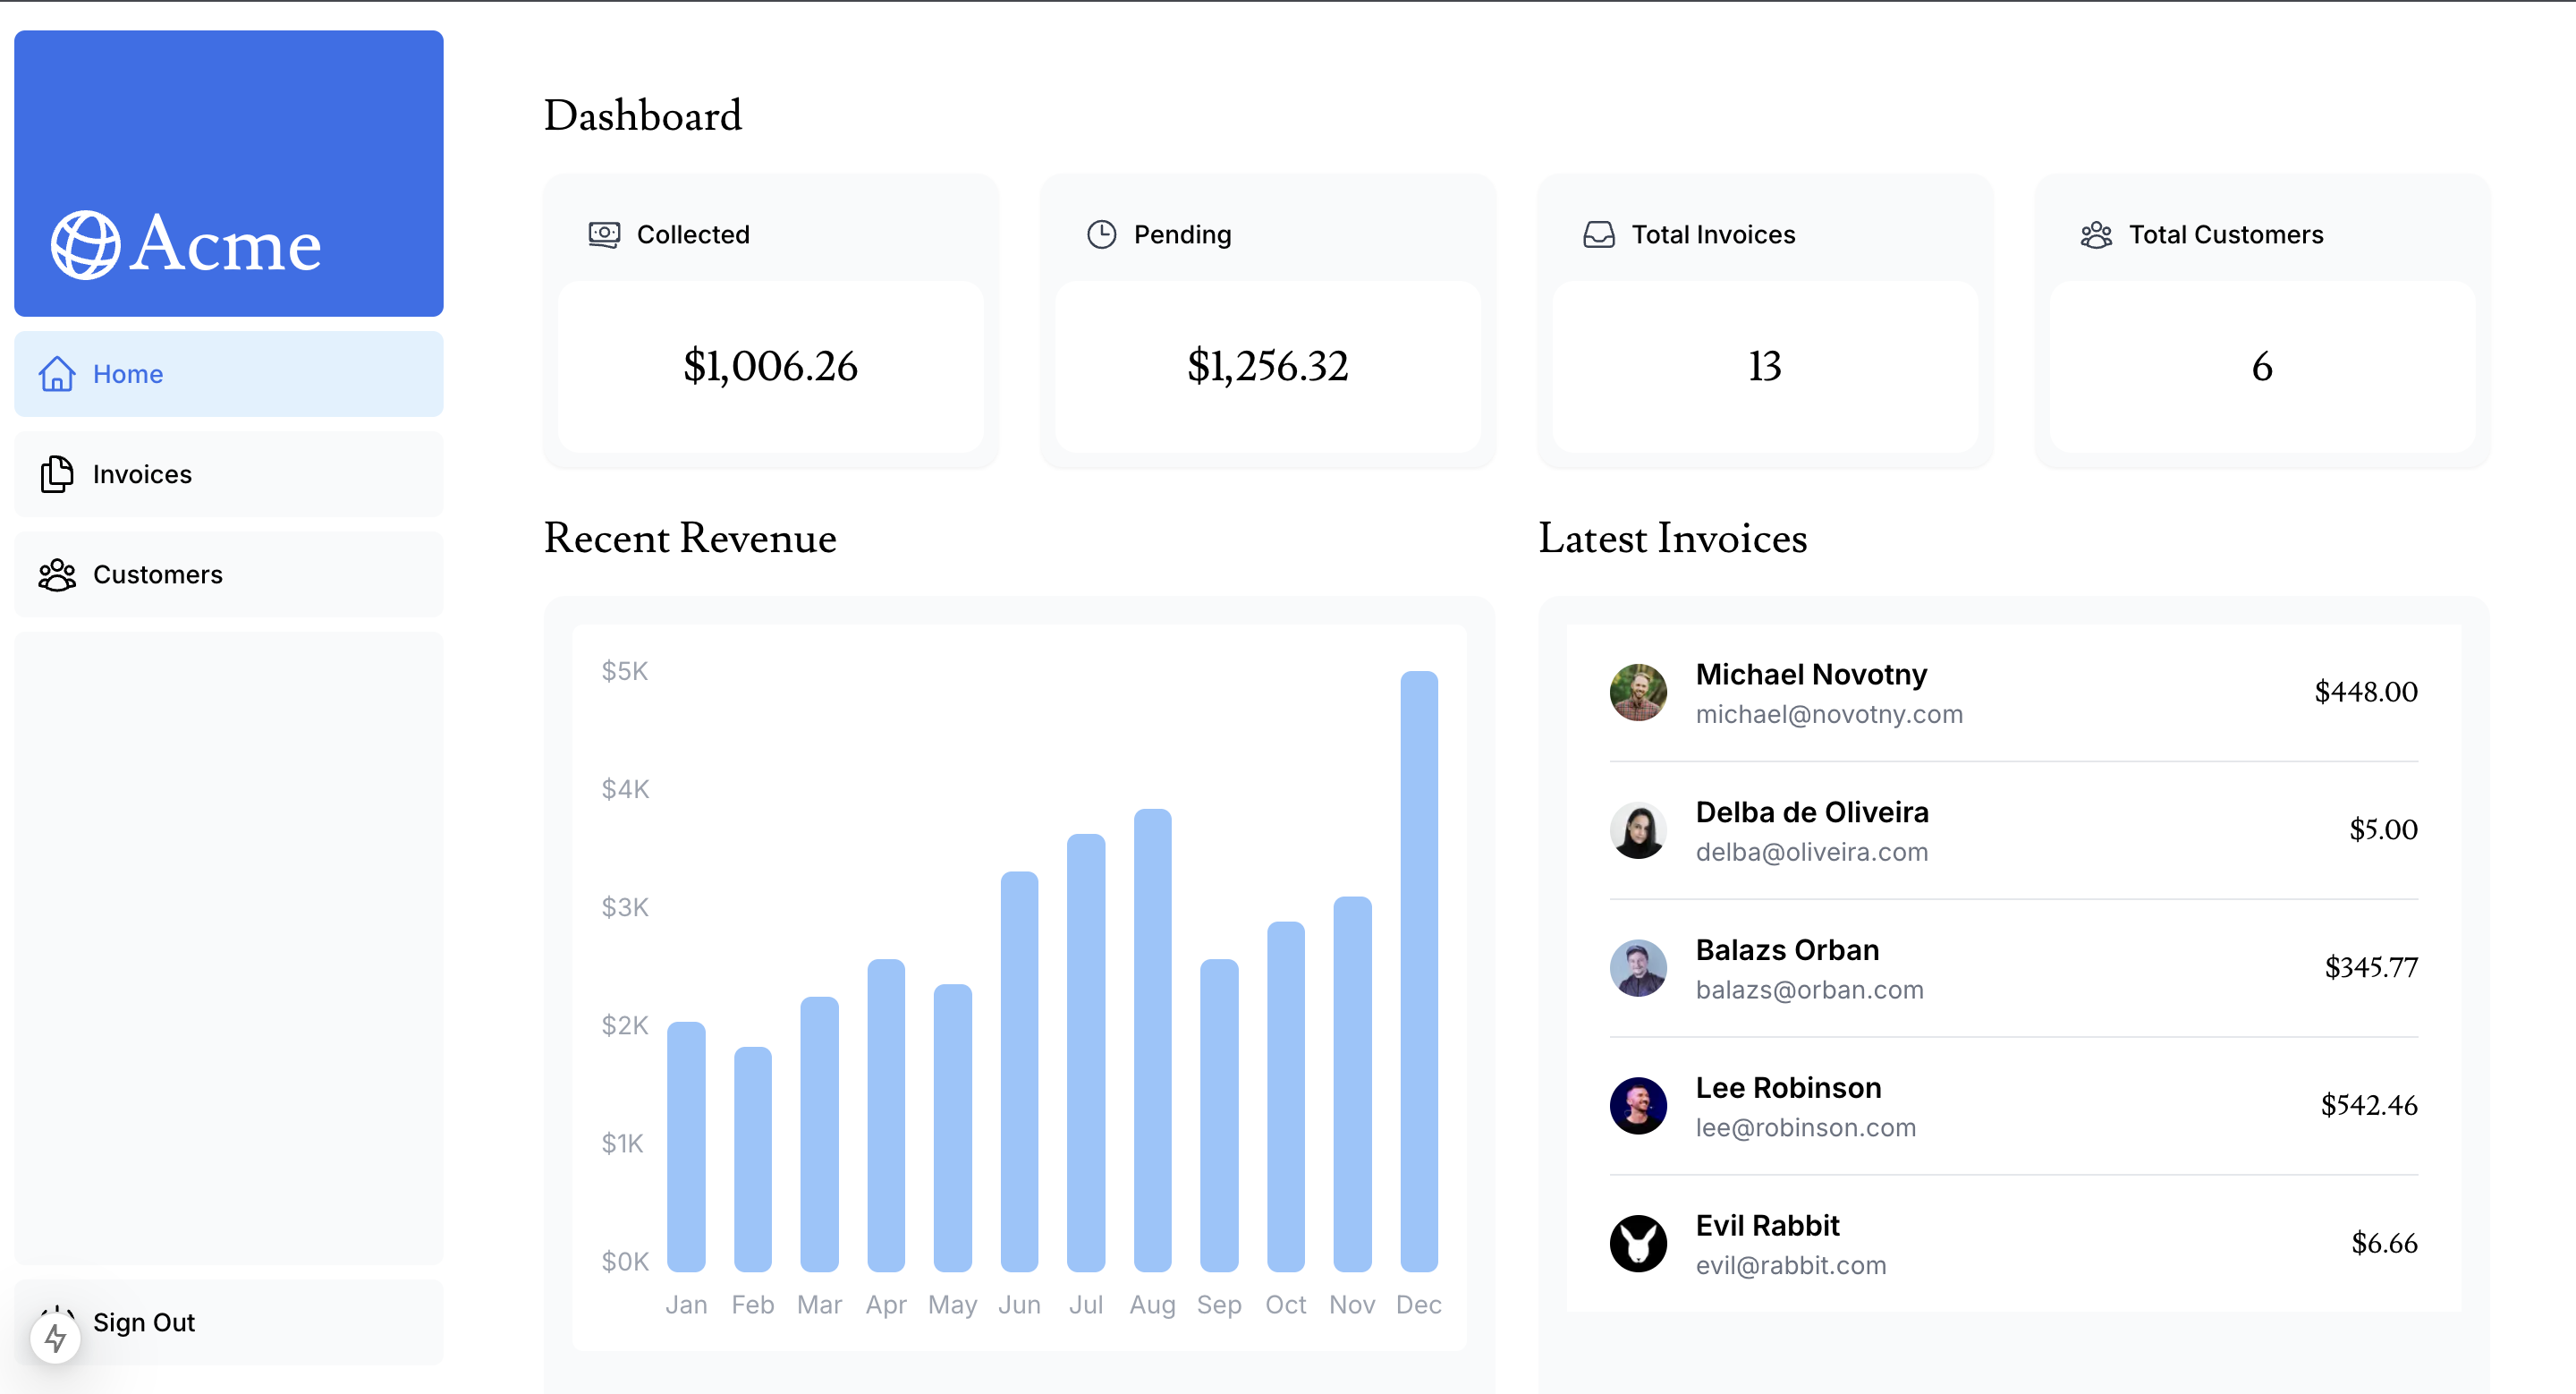 Acme
Home
Invoices
Customers
Sign Out
Dashboard
Collected
$1,006.26
Pending
$1,256.32
Total Invoices
13
Total Customers
6
Recent Revenue
$5K
$4K
$3K
$2K
$1K
$0K
Jan Feb Mar Apr May Jun Jul Aug Sep Oct Nov Dec
Latest Invoices
Michael Novotny
michael@novotny.com
$448.00
Delba de Oliveira
delba@oliveira.com
$5.00
Balazs Orban
balazs@orban.com
$345.77
Lee Robinson
lee@robinson.com
$542.46
Evil Rabbit
evil@rabbit.com
$6.66